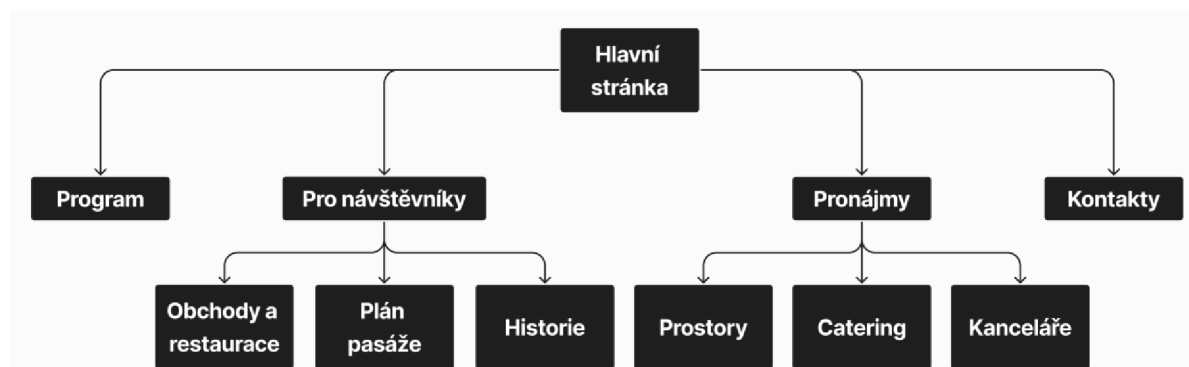 Hlavní
stránka
Program
Pro návštěvníky
Pronájmy
Kontakty
Obchody a
restaurace
Plán
pasáže
Historie
Prostory
Catering
Kanceláře